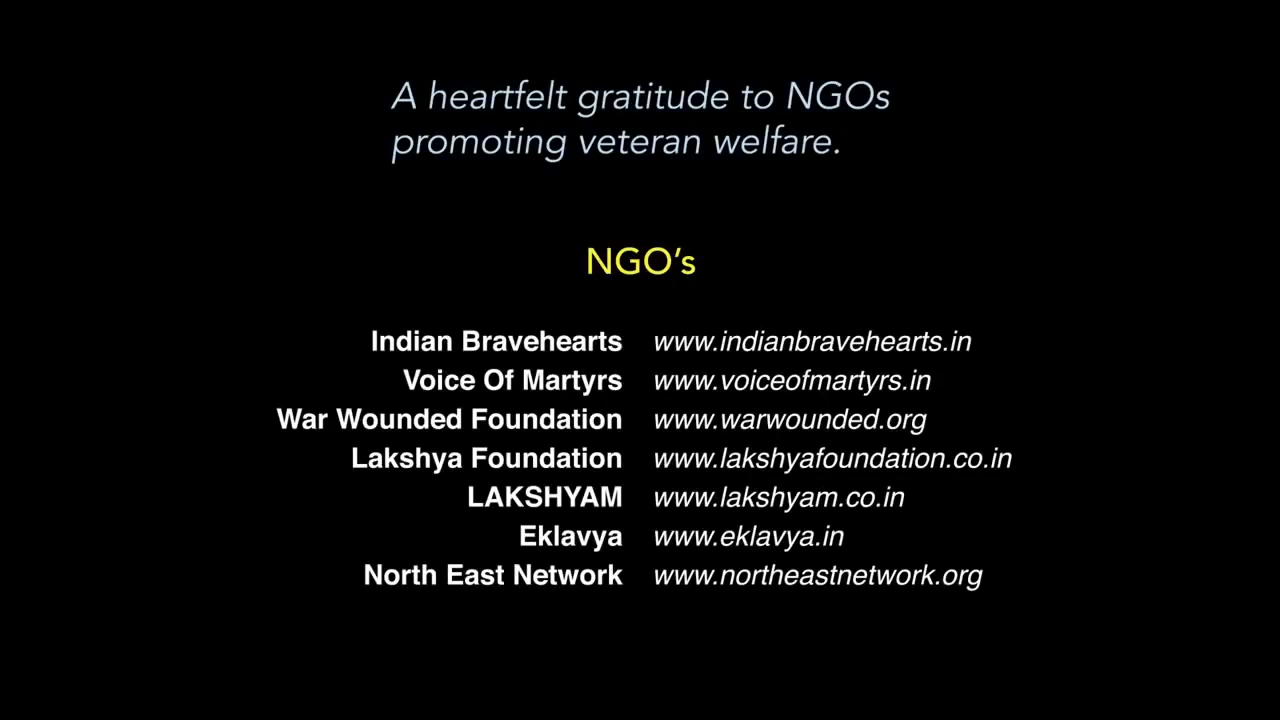 A heartfelt gratitude to NGOs
promoting veteran welfare.
NGO’s
Indian Bravehearts www.indianbravehearts.in
Voice Of Martyrs www.voiceofmartyrs.in
War Wounded Foundation www.warwounded.org
Lakshya Foundation www.lakshyafoundation.co.in
LAKSHYAM www.lakshyam.co.in
Eklavya www.eklavya.in
North East Network www.northeastnetwork.org